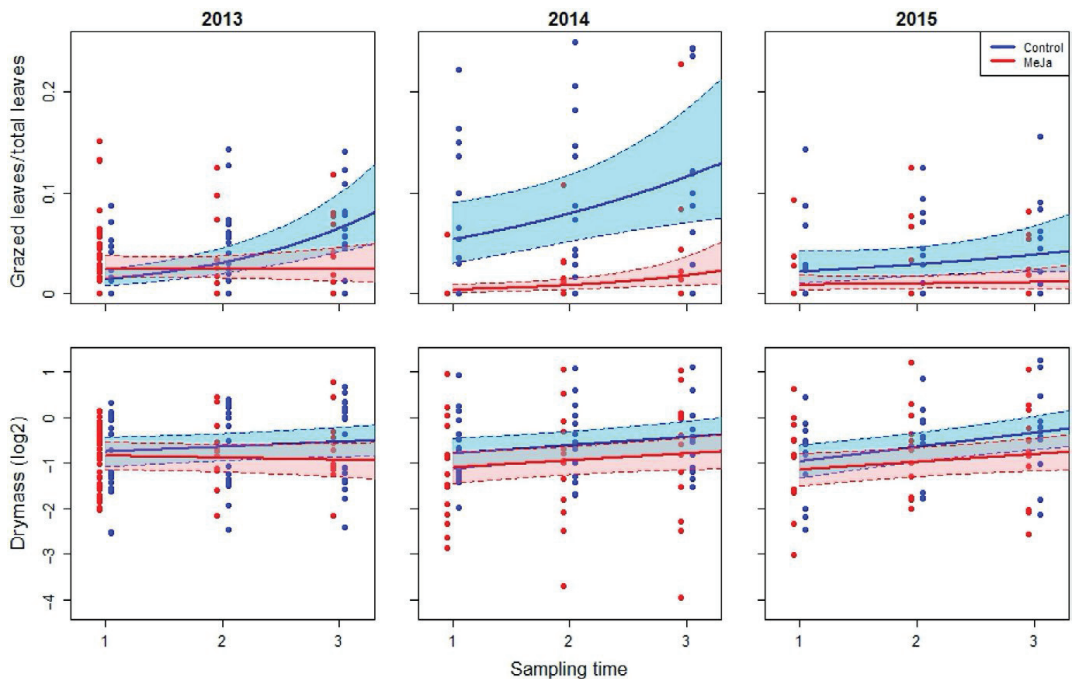 2013 2014 2015
Control
MeJa
Grazed leaves/total leaves
0.2
0.1
0
Drymass (log2)
1
0
-1
-2
-3
-4
1 2 3 1 2 3 1 2 3
Sampling time